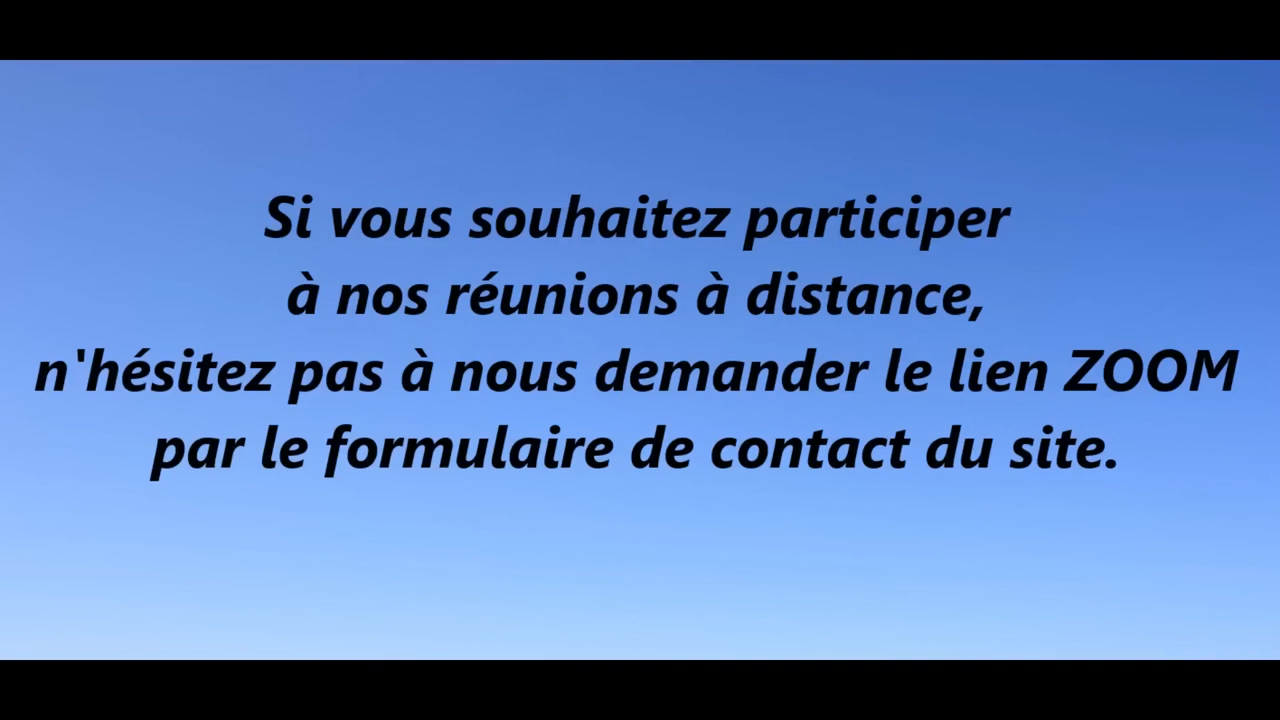 Si vous souhaitez participer
à nos réunions à distance,
n'hésitez pas à nous demander le lien ZOOM
par le formulaire de contact du site.